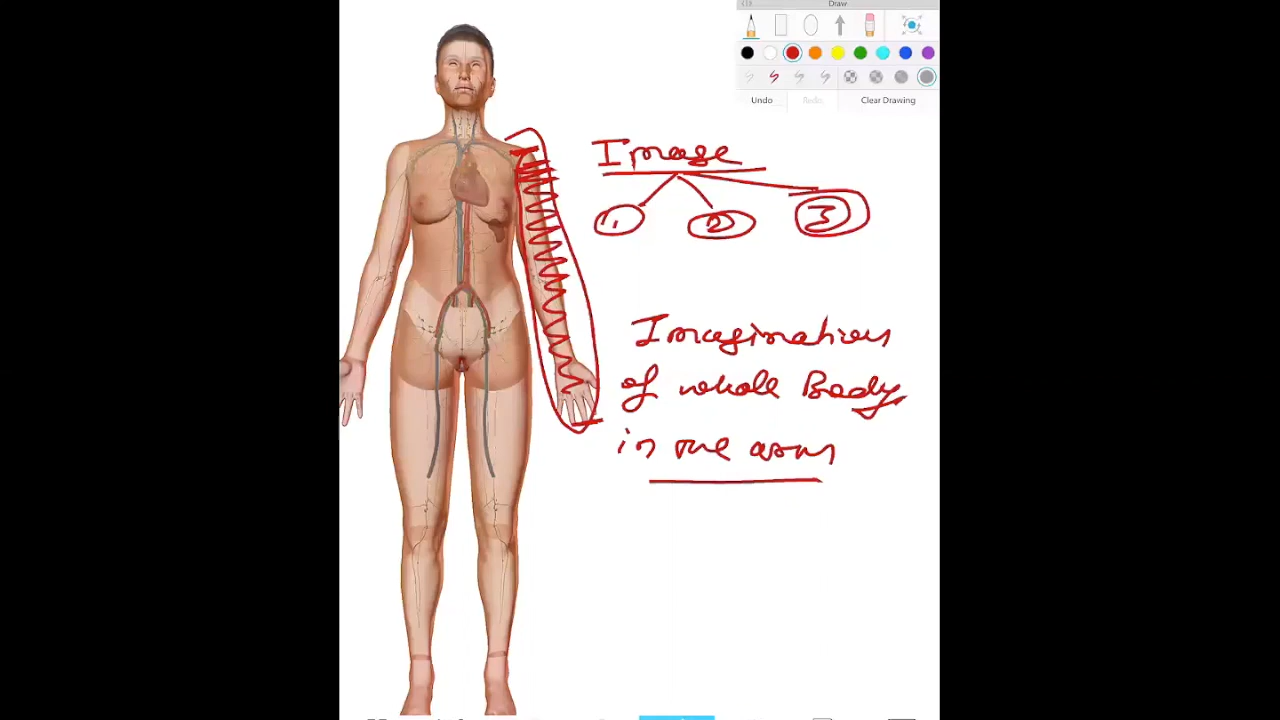 Draw
Undo Redo Clear Drawing
Image
1. 2 3
Imagination
of whole Body
in the arm